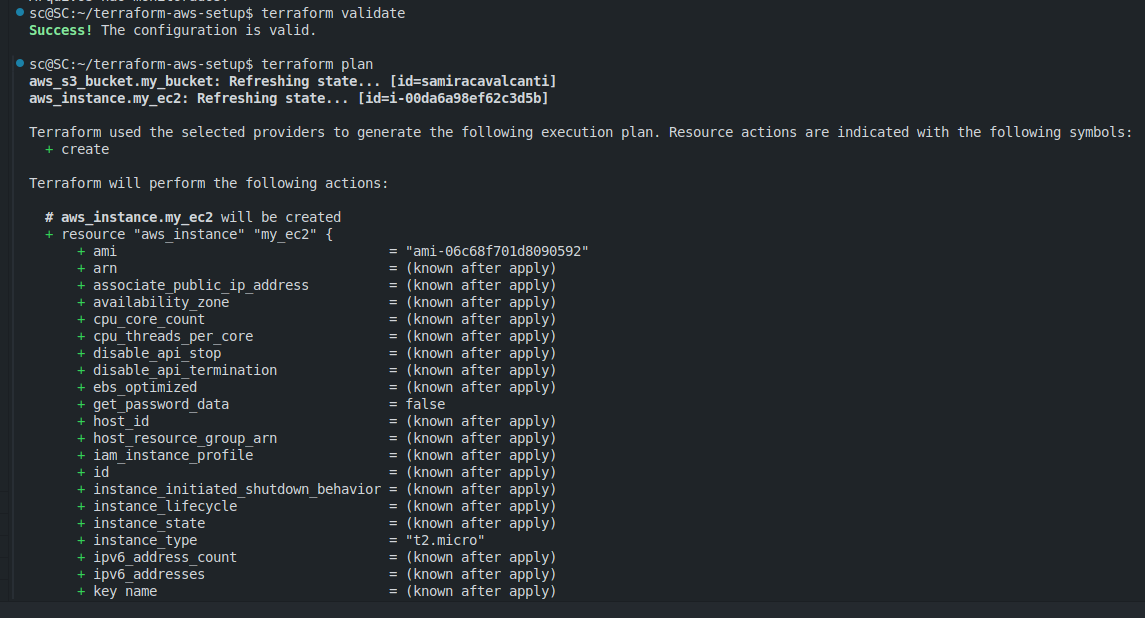 sc@SC:~/terraform-aws-setup$ terraform validate
Success! The configuration is valid.
sc@SC:~/terraform-aws-setup$ terraform plan
aws_s3_bucket.my_bucket: Refreshing state... [id=samiracavalcanti]
aws_instance.my_ec2: Refreshing state... [id=i-00da6a98ef62c3d5b]
Terraform used the selected providers to generate the following execution plan. Resource actions are indicated with the following symbols:
+ create
Terraform will perform the following actions:
# aws_instance.my_ec2 will be created
+ resource "aws_instance" "my_ec2" {
+ ami = "ami-06c68f701d8090592"
+ arn = (known after apply)
+ associate_public_ip_address = (known after apply)
+ availability_zone = (known after apply)
+ cpu_core_count = (known after apply)
+ cpu_threads_per_core = (known after apply)
+ disable_api_stop = (known after apply)
+ disable_api_termination = (known after apply)
+ ebs_optimized = (known after apply)
+ get_password_data = false
+ host_id = (known after apply)
+ host_resource_group_arn = (known after apply)
+ iam_instance_profile = (known after apply)
+ id = (known after apply)
+ instance_initiated_shutdown_behavior = (known after apply)
+ instance_lifecycle = (known after apply)
+ instance_state = (known after apply)
+ instance_type = "t2.micro"
+ ipv6_address_count = (known after apply)
+ ipv6_addresses = (known after apply)
+ key name = (known after apply)